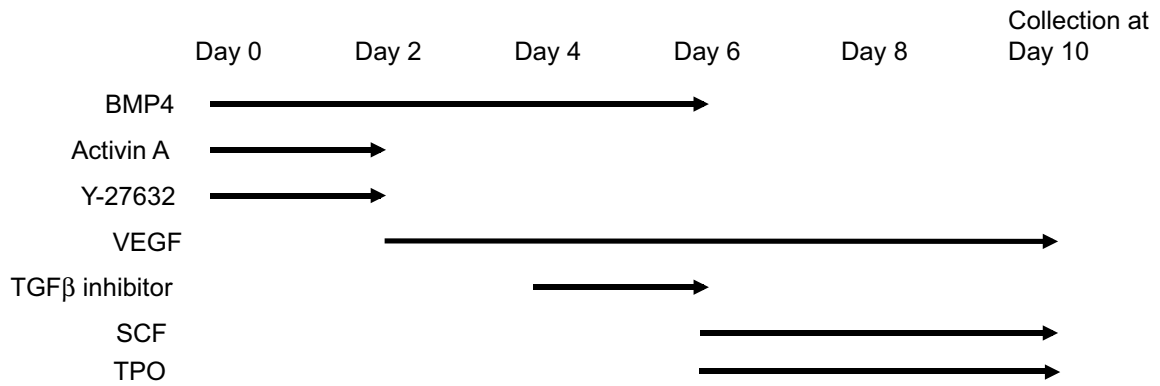 Collection at
Day 0 Day 2 Day 4 Day 6 Day 8 Day 10
BMP4
Activin A
Y-27632
VEGF
TGFβ inhibitor
SCF
TPO